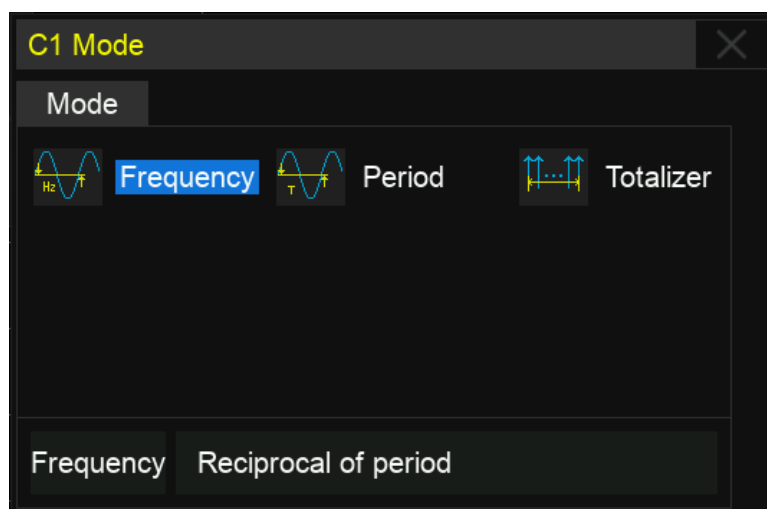 C1 Mode
Mode
Hz Frequency T Period Totalizer
Frequency Reciprocal of period